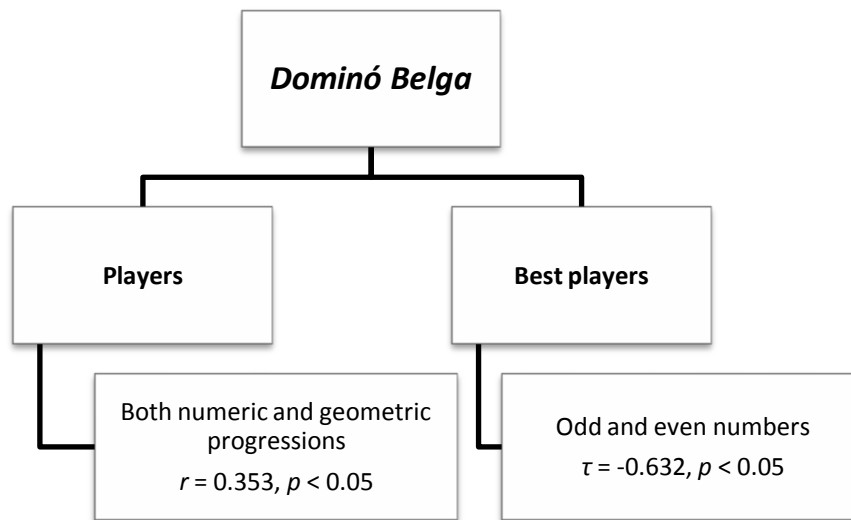 Dominó Belga
Players
Best players
Both numeric and geometric
progressions
r = 0.353, p < 0.05
Odd and even numbers
τ = -0.632, p < 0.05